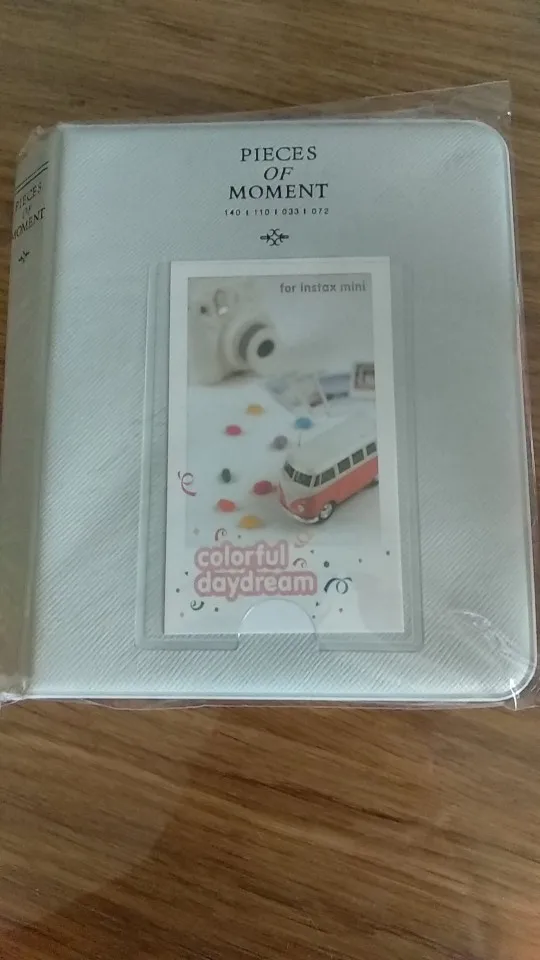 PIECES
OF
MOMENT
140 | 110 | 033 | 072
PIECES
OF
MOMENT
for instax mini
colorful
daydream